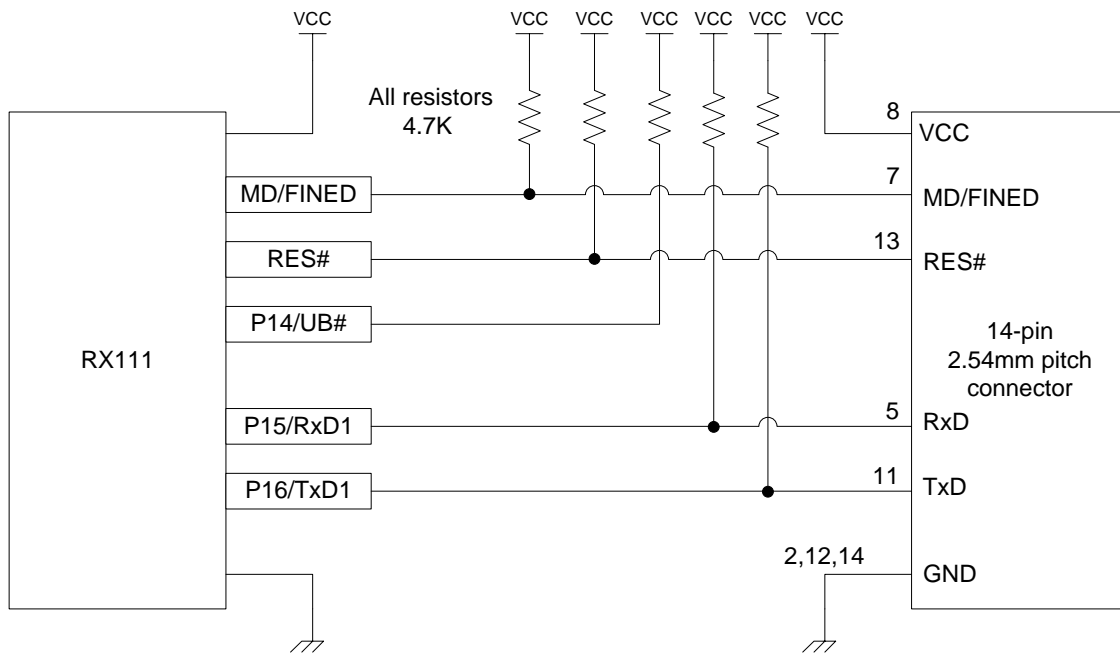 VCC VCC VCC VCC VCC VCC VCC
All resistors
4.7K
8
VCC
MD/FINED
7
MD/FINED
RES#
13
RES#
P14/UB#
RX111
14-pin
2.54mm pitch
connector
P15/RxD1
5
RxD
P16/TxD1
11
TxD
2,12,14
GND